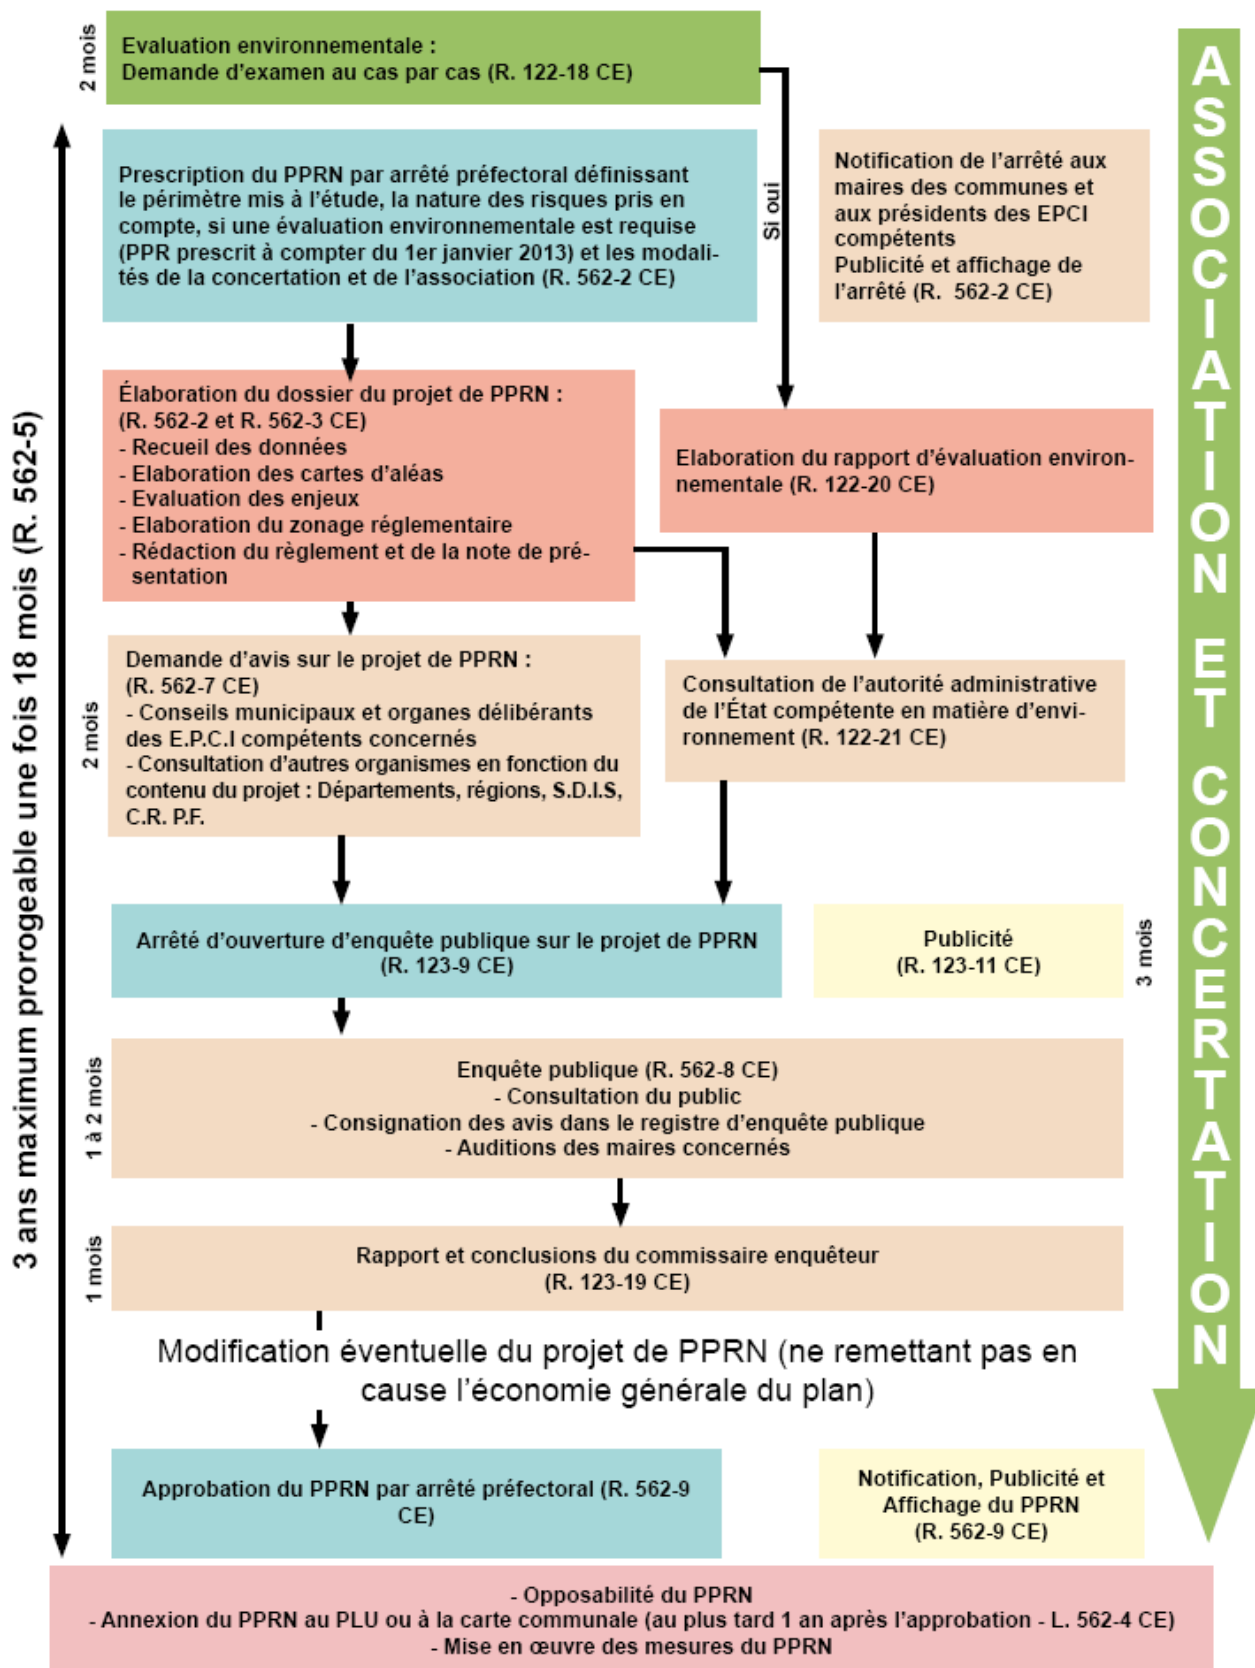 2 mois
Evaluation environnementale :
Demande d'examen au cas par cas (R. 122-18 CE)
Prescription du PPRN par arrêté préfectoral définissant
le périmètre mis à l'étude, la nature des risques pris en
compte, si une évaluation environnementale est requise
(PPR prescrit à compter du 1er janvier 2013) et les modali-
tés de la concertation et de l'association (R. 562-2 CE)
Si oui
Notification de l'arrêté aux
maires des communes et
aux présidents des EPCI
compétents
Publicité et affichage de
l'arrêté (R. 562-2 CE)
Élaboration du dossier du projet de PPRN :
(R. 562-2 et R. 562-3 CE)
- Recueil des données
- Elaboration des cartes d'aléas
- Evaluation des enjeux
- Elaboration du zonage réglementaire
- Rédaction du règlement et de la note de pré-
sentation
Elaboration du rapport d'évaluation environ-
nementale (R. 122-20 CE)
3 ans maximum prorogeable une fois 18 mois (R. 562-5)
2 mois
Demande d'avis sur le projet de PPRN :
(R. 562-7 CE)
- Conseils municipaux et organes délibérants
des E.P.C.I compétents concernés
- Consultation d'autres organismes en fonction du
contenu du projet : Départements, régions, S.D.I.S,
C.R. P.F.
Consultation de l'autorité administrative
de l'État compétente en matière d'envi-
ronnement (R. 122-21 CE)
Arrêté d'ouverture d'enquête publique sur le projet de PPRN
(R. 123-9 CE)
Publicité
(R. 123-11 CE)
3 mois
1 à 2 mois
Enquête publique (R. 562-8 CE)
- Consultation du public
- Consignation des avis dans le registre d'enquête publique
- Auditions des maires concernés
1 mois
Rapport et conclusions du commissaire enquêteur
(R. 123-19 CE)
Modification éventuelle du projet de PPRN (ne remettant pas en
cause l'économie générale du plan)
Approbation du PPRN par arrêté préfectoral (R. 562-9
CE)
Notification, Publicité et
Affichage du PPRN
(R. 562-9 CE)
- Opposabilité du PPRN
- Annexion du PPRN au PLU ou à la carte communale (au plus tard 1 an après l'approbation - L. 562-4 CE)
- Mise en œuvre des mesures du PPRN
ASSOCIATION ET CONCERTATION